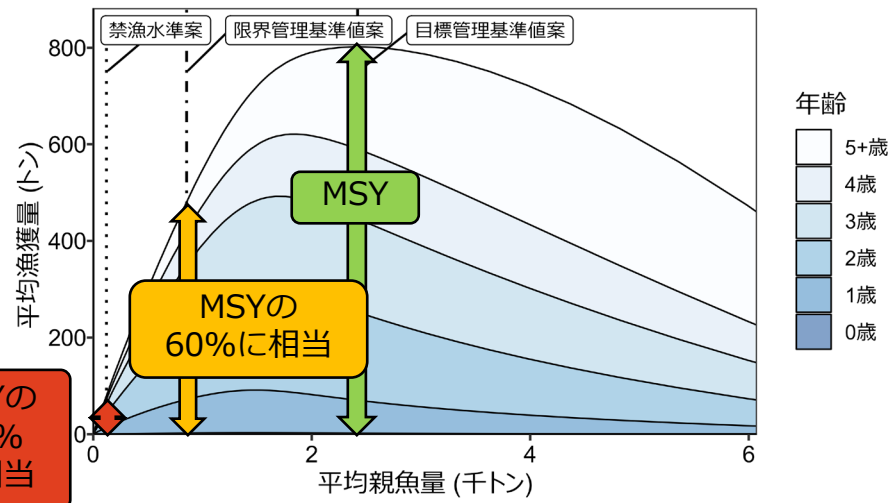 禁漁水準案
限界管理基準値案
目標管理基準値案
800
600
400
200
0
平均漁獲量 (トン)
MSY
MSYの
60%に相当
Yの
%
当
0
2
4
6
平均親魚量 (千トン)
年齢
5+歳
4歳
3歳
2歳
1歳
0歳